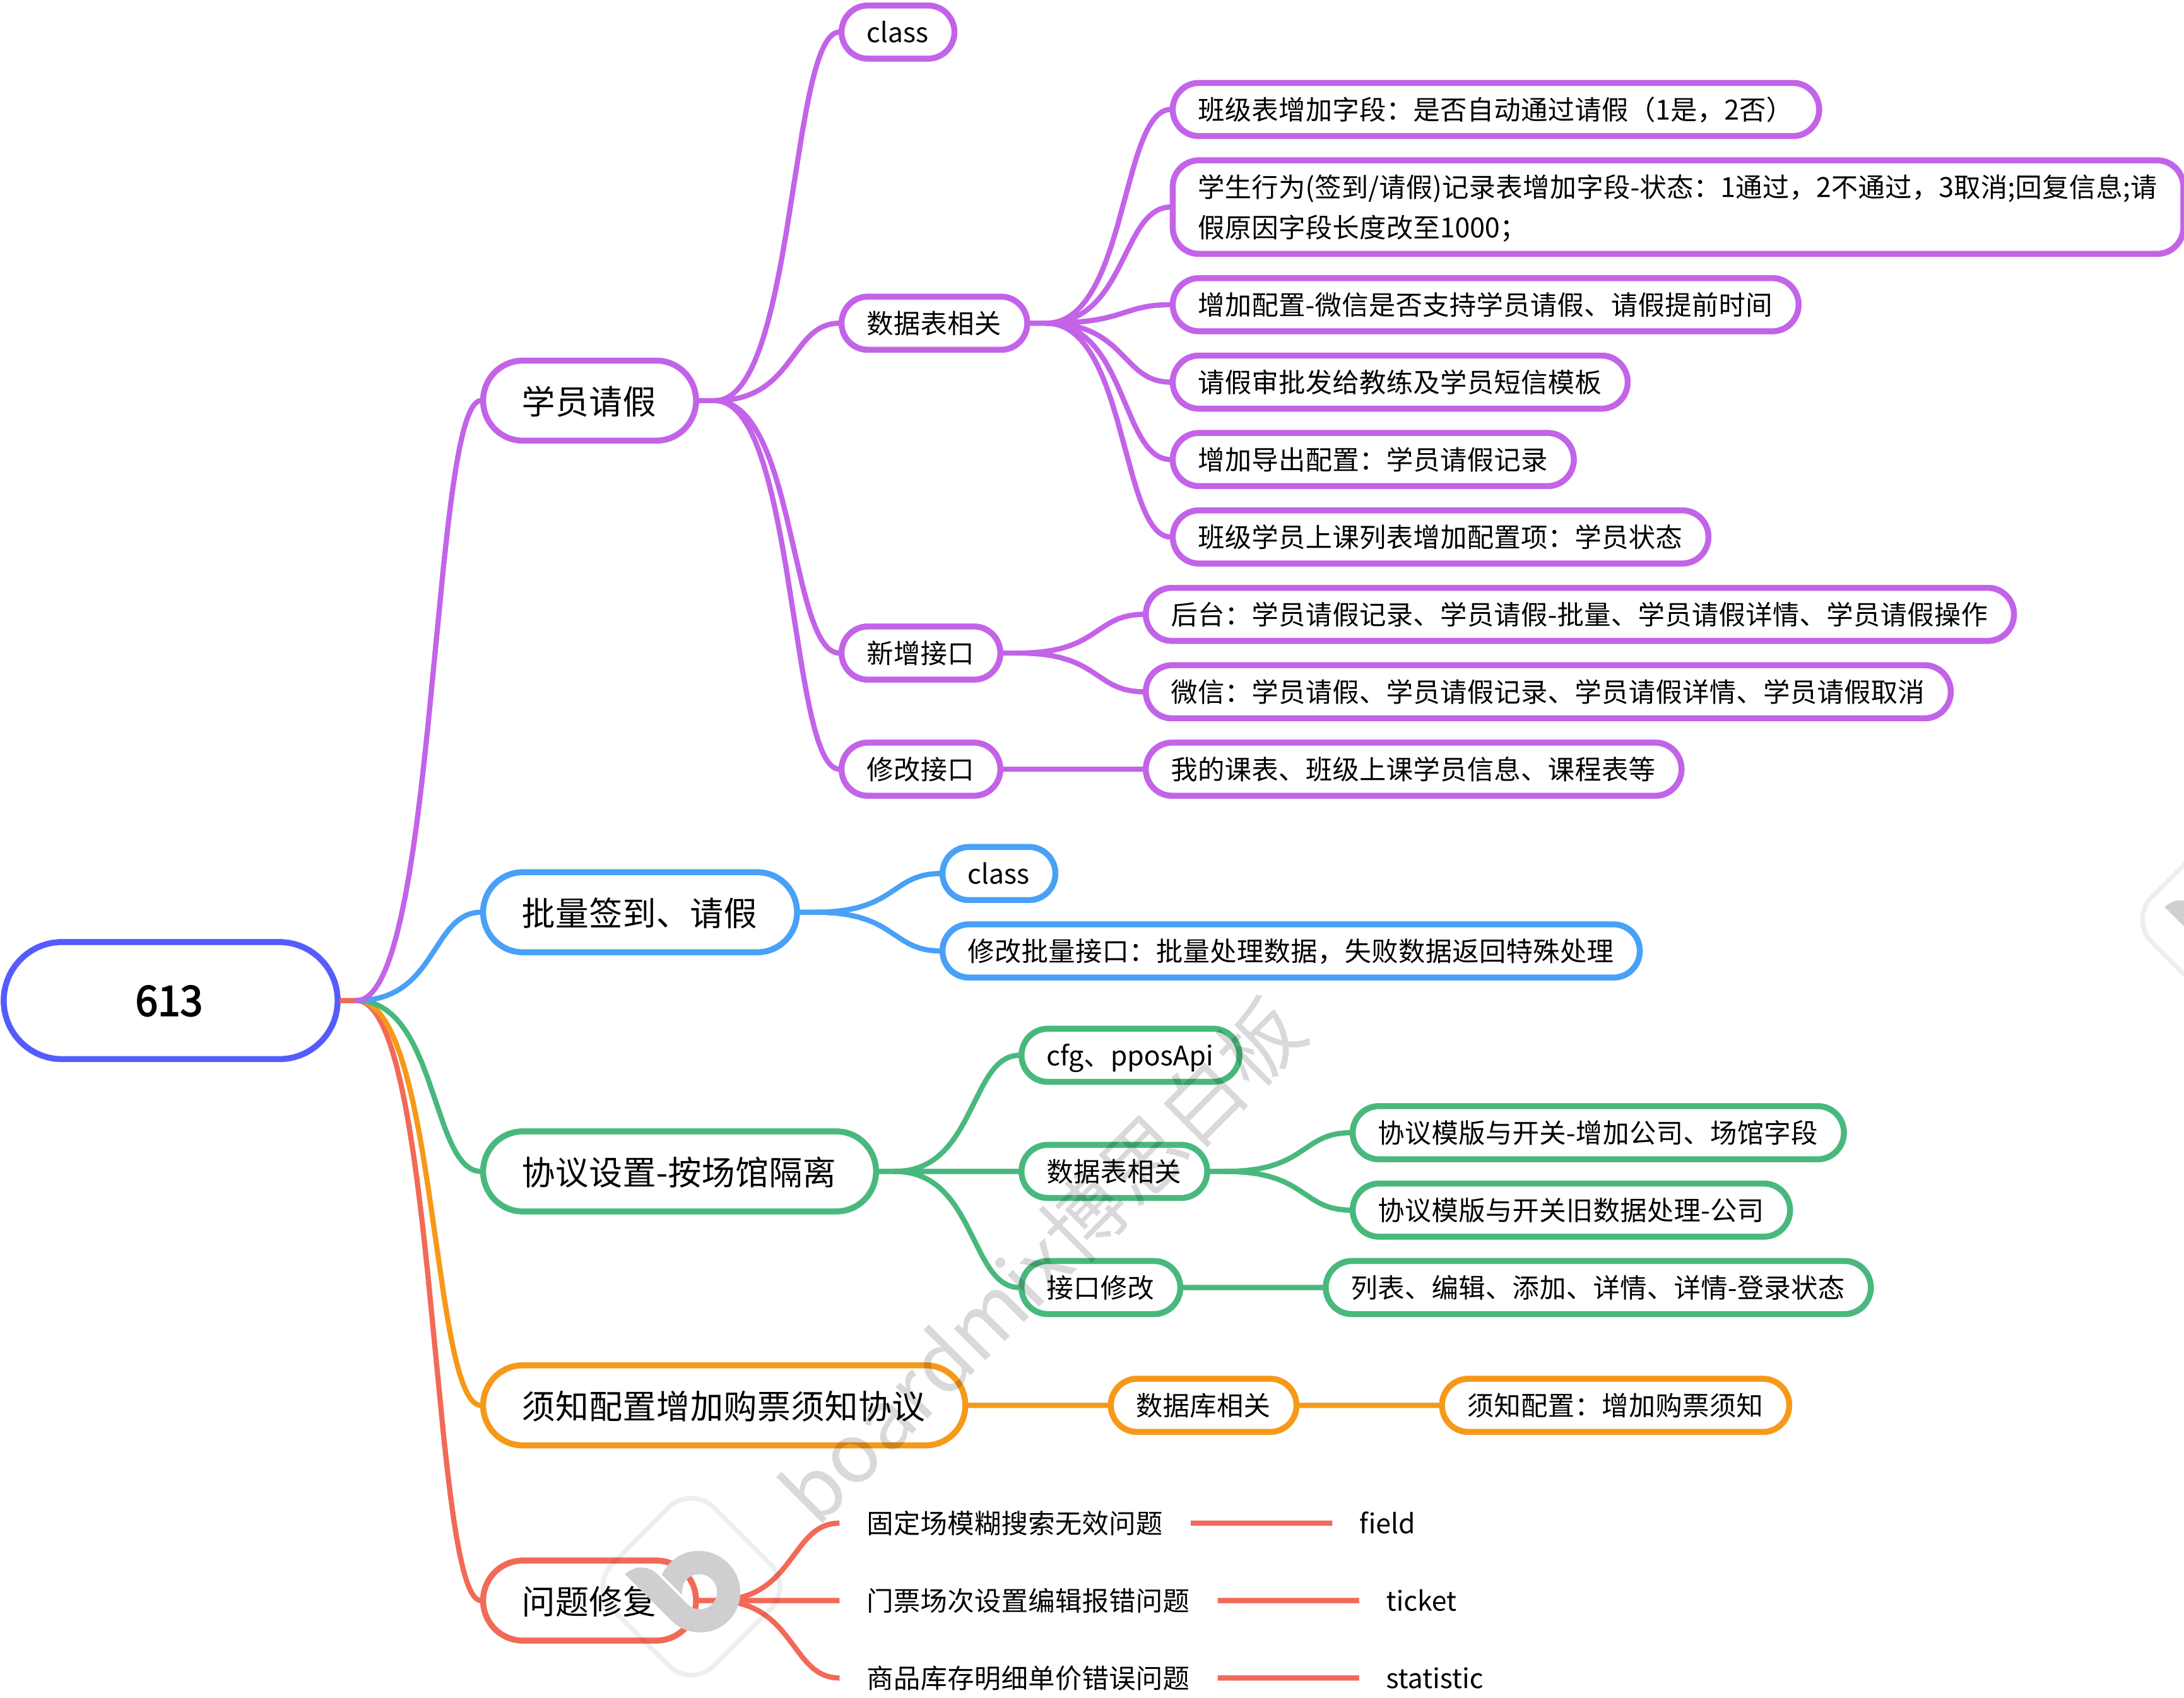 class
班级表增加字段：是否自动通过请假（1是，2否）
学生行为(签到/请假)记录表增加字段-状态：1通过，2不通过，3取消;回复信息;请
假原因字段长度改至1000；
增加配置-微信是否支持学员请假、请假提前时间
数据表相关
请假审批发给教练及学员短信模板
学员请假
增加导出配置：学员请假记录
班级学员上课列表增加配置项：学员状态
后台：学员请假记录、学员请假-批量、学员请假详情、学员请假操作
新增接口
微信：学员请假、学员请假记录、学员请假详情、学员请假取消
修改接口
我的课表、班级上课学员信息、课程表等
class
批量签到、请假
修改批量接口：批量处理数据，失败数据返回特殊处理
613
cfg、pposApi
协议模版与开关-增加公司、场馆字段
协议设置-按场馆隔离
数据表相关
协议模版与开关旧数据处理-公司
接口修改
列表、编辑、添加、详情、详情-登录状态
须知配置增加购票须知协议
数据库相关
须知配置：增加购票须知
固定场模糊搜索无效问题
field
问题修复
门票场次设置编辑报错问题
ticket
商品库存明细单价错误问题
statistic
boardmix博思白板